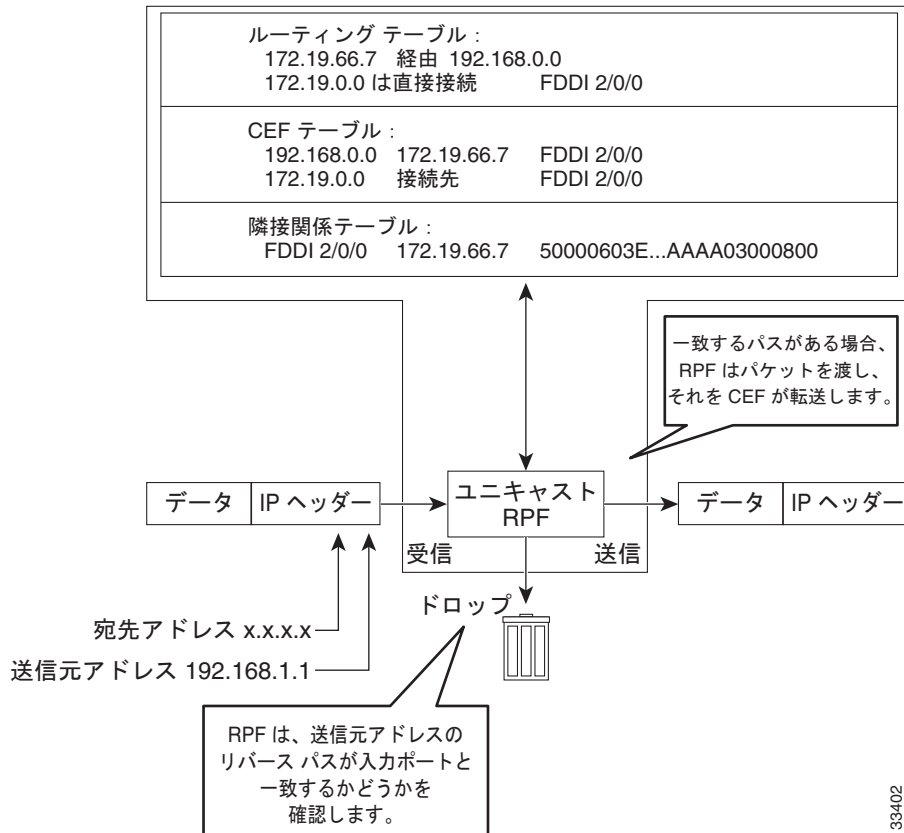 ルーティング テーブル :
172.19.66.7 経由 192.168.0.0
172.19.0.0 は直接接続 FDDI 2/0/0
CEF テーブル :
192.168.0.0 172.19.66.7 FDDI 2/0/0
172.19.0.0 接続先 FDDI 2/0/0
隣接関係テーブル :
FDDI 2/0/0 172.19.66.7 50000603E...AAAA03000800
一致するパスがある場合、
RPF はパケットを渡し、
それを CEF が転送します。
データ IP ヘッダー
ユニキャスト
RPF
データ IP ヘッダー
受信
送信
ドロップ
宛先アドレス x.x.x.x
送信元アドレス 192.168.1.1
RPF は、送信元アドレスの
リバース パスが入力ポートと
一致するかどうかを
確認します。
33402